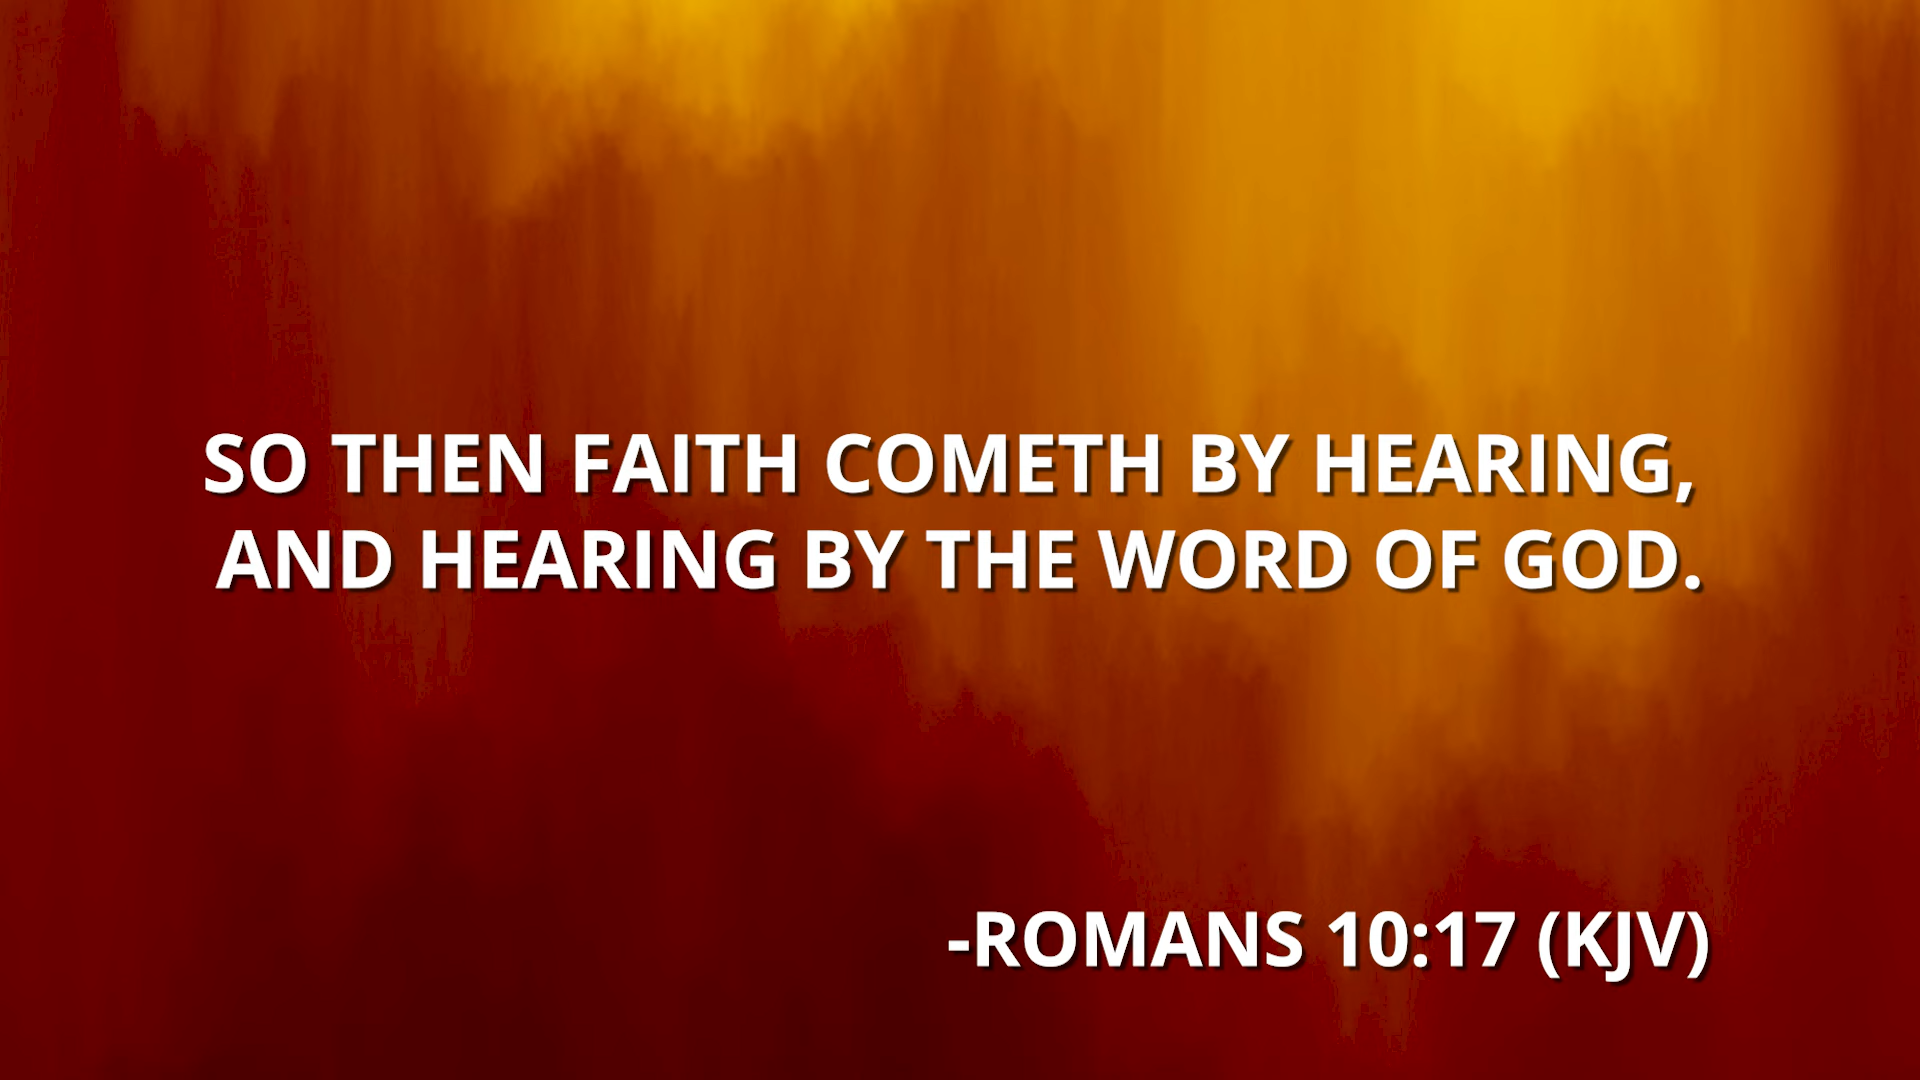 SO THEN FAITH COMETH BY HEARING,
AND HEARING BY THE WORD OF GOD.
-ROMANS 10:17 (KJV)